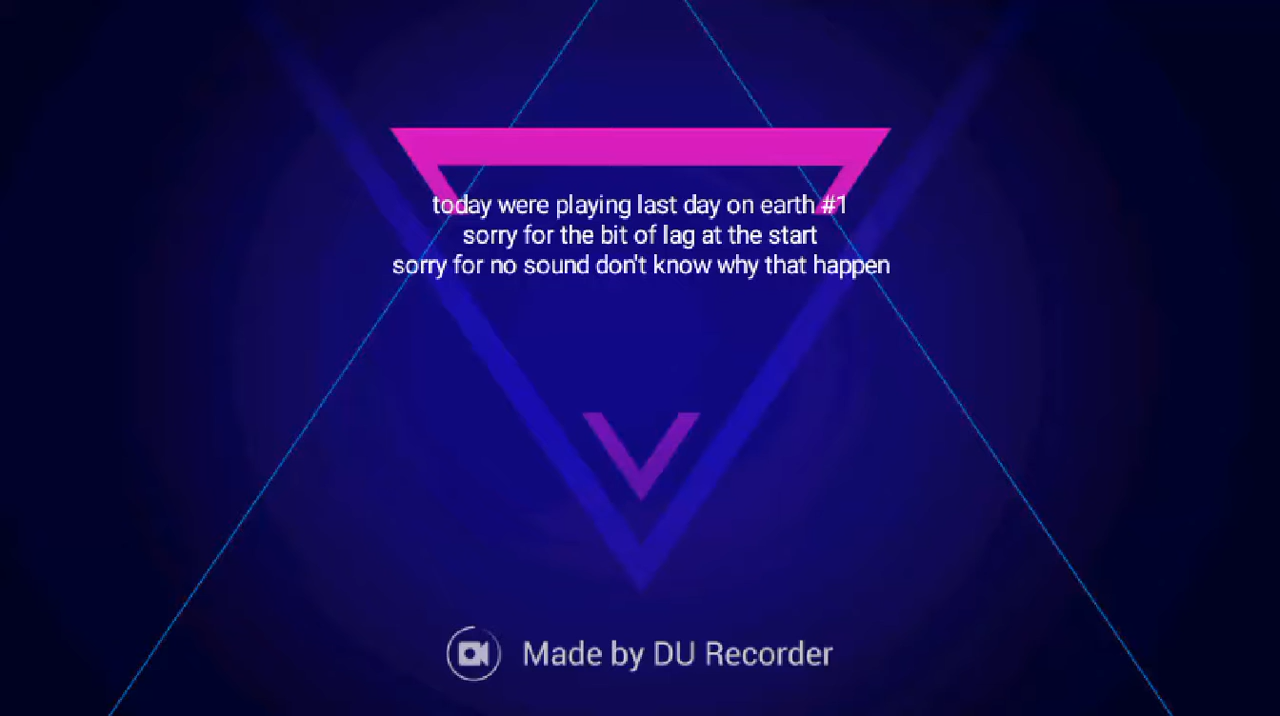 today were playing last day on earth #1
sorry for the bit of lag at the start
sorry for no sound don't know why that happen
Made by DU Recorder